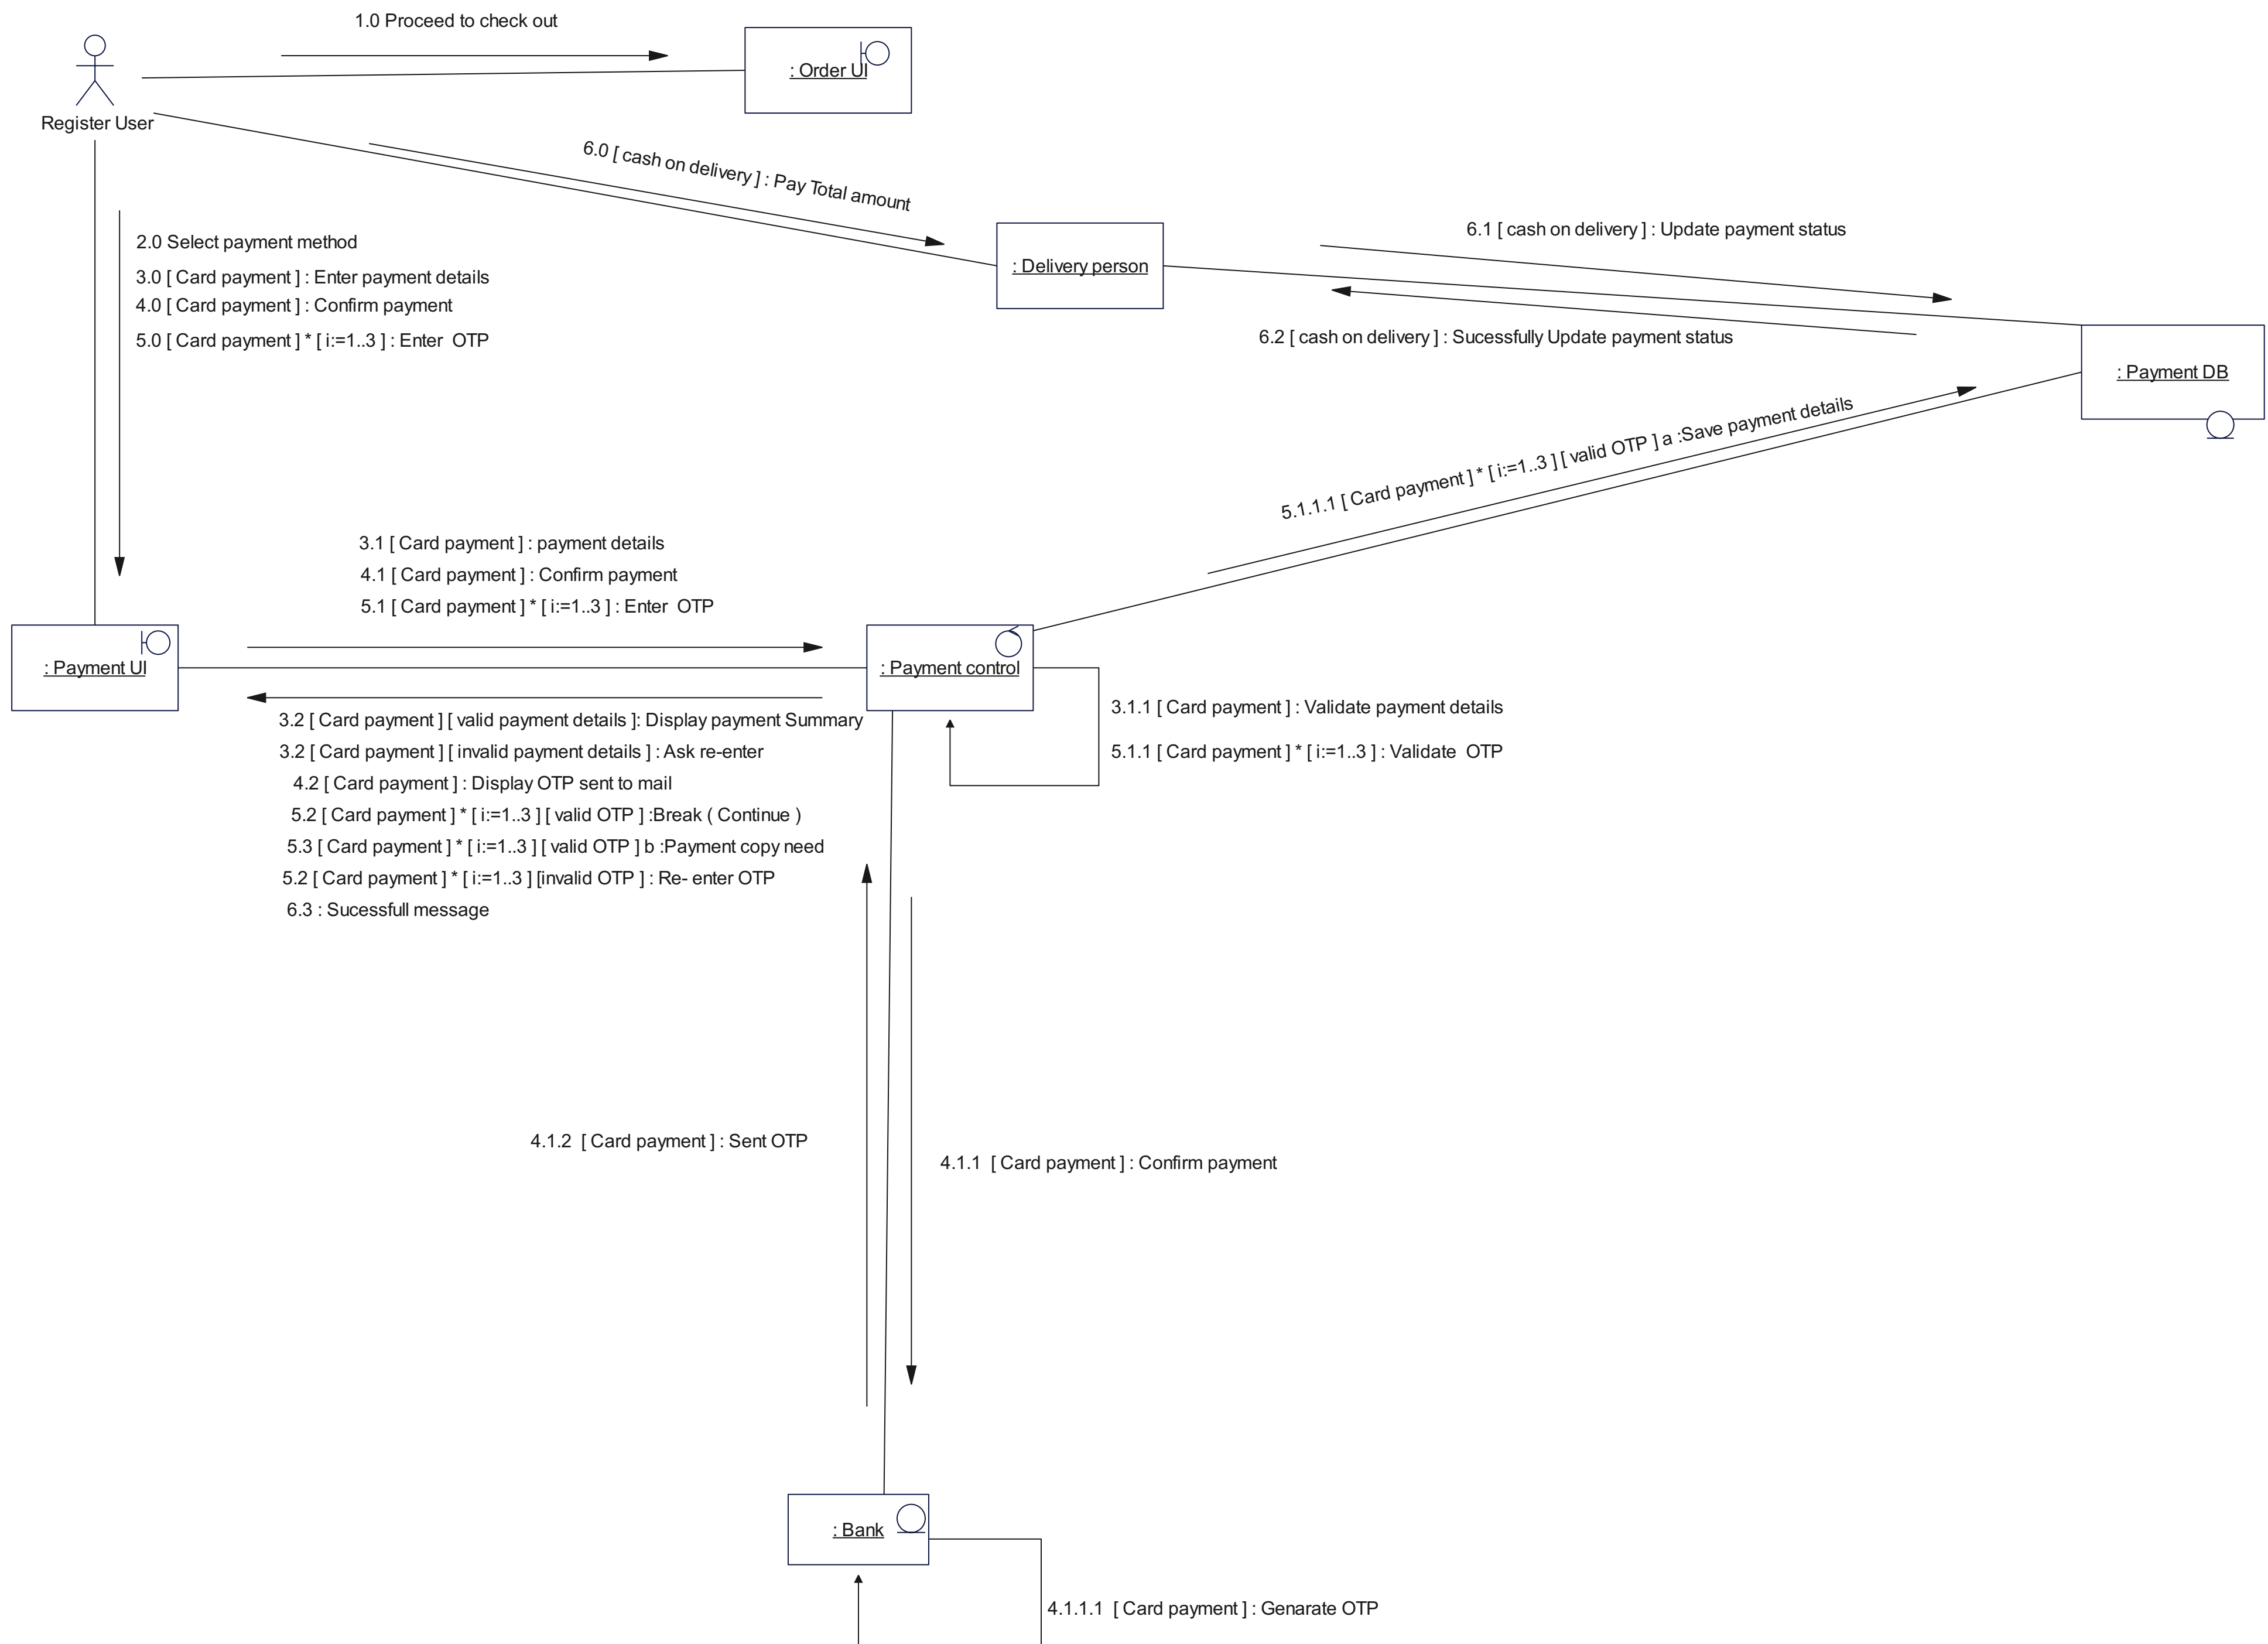 1.0 Proceed to check out
: Order UI
Register User
6.0 [ cash on delivery ] : Pay Total amount
2.0 Select payment method
3.0 [ Card payment ] : Enter payment details
4.0 [ Card payment ] : Confirm payment
5.0 [ Card payment ] * [ i:=1..3 ] : Enter  OTP
: Delivery person
6.1 [ cash on delivery ] : Update payment status
6.2 [ cash on delivery ] : Sucessfully Update payment status
: Payment DB
5.1.1.1 [ Card payment ] * [ i:=1..3 ] [ valid OTP ] a :Save payment details
3.1 [ Card payment ] : payment details
4.1 [ Card payment ] : Confirm payment
5.1 [ Card payment ] * [ i:=1..3 ] : Enter  OTP
: Payment UI
: Payment control
3.1.1 [ Card payment ] : Validate payment details
5.1.1 [ Card payment ] * [ i:=1..3 ] : Validate  OTP
3.2 [ Card payment ] [ valid payment details ]: Display payment Summary
3.2 [ Card payment ] [ invalid payment details ] : Ask re-enter
4.2 [ Card payment ] : Display OTP sent to mail
5.2 [ Card payment ] * [ i:=1..3 ] [ valid OTP ] :Break ( Continue )
5.3 [ Card payment ] * [ i:=1..3 ] [ valid OTP ] b :Payment copy need
5.2 [ Card payment ] * [ i:=1..3 ] [invalid OTP ] : Re- enter OTP
6.3 : Sucessfull message
4.1.2  [ Card payment ] : Sent OTP
4.1.1  [ Card payment ] : Confirm payment
: Bank
4.1.1.1  [ Card payment ] : Genarate OTP